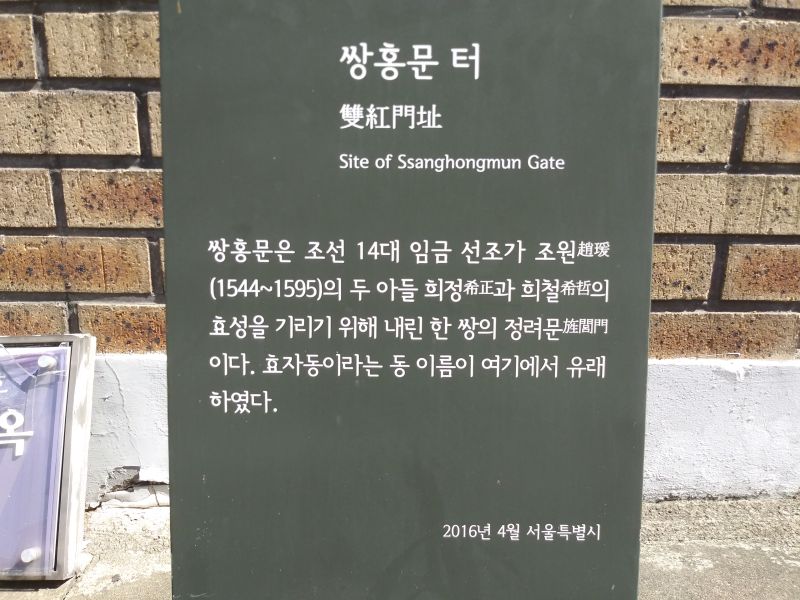 쌍홍문 터
雙紅門址
Site of Ssanghongmun Gate
쌍홍문은 조선 14대 임금 선조가 조원趙瑗
(1544~1595)의 두 아들 희정希正과 희철希哲의
효성을 기리기 위해 내린 한 쌍의 정려문旌閭門
이다. 효자동이라는 동 이름이 여기에서 유래
하였다.
2016년 4월 서울특별시
옥